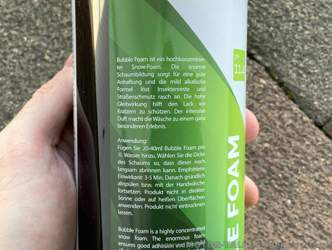 Bubble Foam ist ein hochkonzentrier-
ter Snow-Foam. Die enorme
Schaumbildung sorgt für eine gute
Anhaftung und die mild alkalische
Formel löst Insektenreste und
Straßenschmutz rasch an. Die hohe
Gleitwirkung hilft den Lack vor
Kratzern zu schützen. Der intensive
Duft macht die Wäsche zu einem ganz
besonderen Erlebnis.
Anwendung:
Fügen Sie 20-40ml Bubble Foam pro
1L Wasser hinzu. Wählen Sie die Dicke
des Schaums so, dass dieser noch
langsam abrinnen kann. Empfohlene
Einwirkzeit 3-5 Min. Danach gründlich
abspülen bzw. mit der Handwäsche
fortsetzen. Produkt nicht in direkter
Sonne oder auf heißen Oberflächen
anwenden. Produkt nicht eintrocknen
lassen.
Bubble Foam is a highly concentrated
snow foam. The enormous foam
ensures good adhesion and
E FOAM